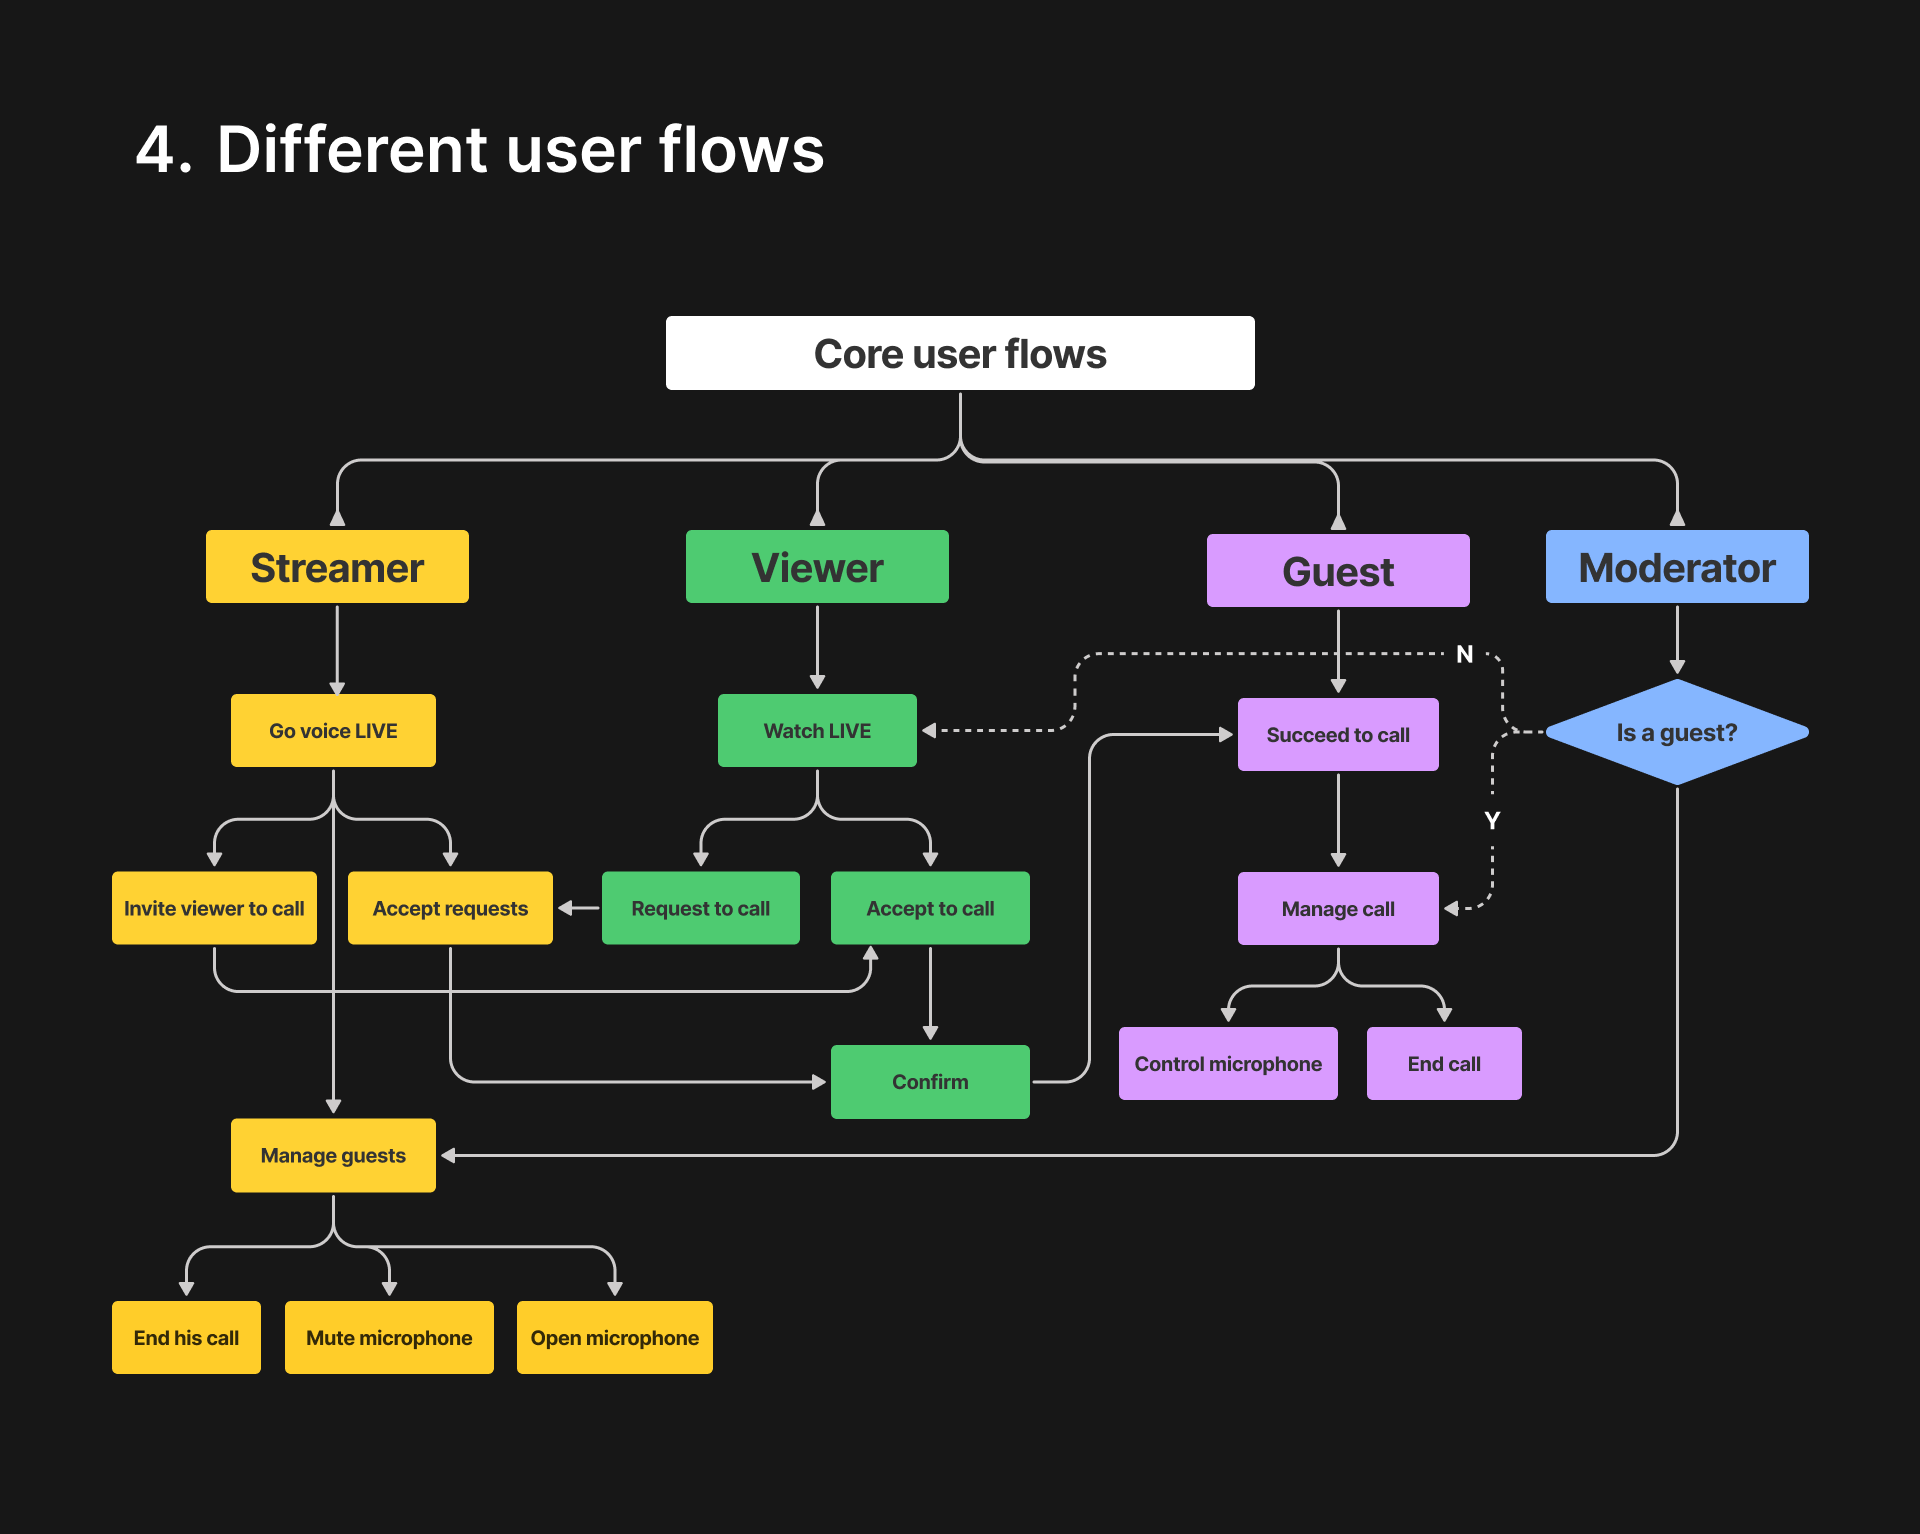 4. Different user flows
Core user flows
Streamer
Viewer
Guest
Moderator
N
Go voice LIVE
Watch LIVE
Succeed to call
Is a guest?
Y
Invite viewer to call
Accept requests
Request to call
Accept to call
Manage call
Confirm
Control microphone
End call
Manage guests
End his call
Mute microphone
Open microphone